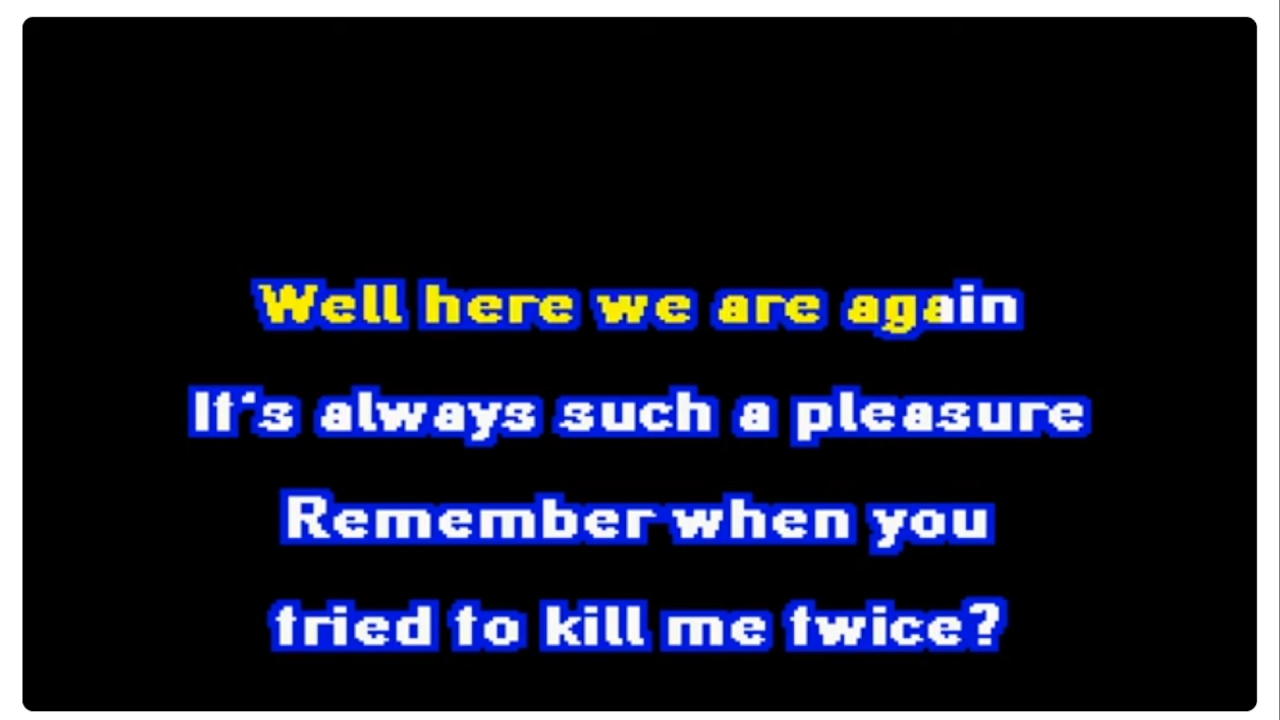 Well here we are again
It's always such a pleasure
Remember when you
tried to kill me twice?